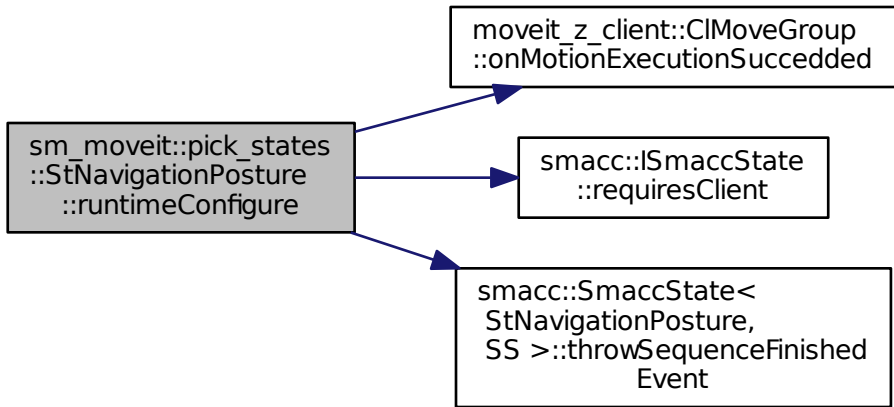 sm_moveit::pick_states
::StNavigationPosture
::runtimeConfigure
moveit_z_client::ClMoveGroup
::onMotionExecutionSuccedded
smacc::ISmaccState
::requiresClient
smacc::SmaccState<
StNavigationPosture,
SS >::throwSequenceFinished
Event